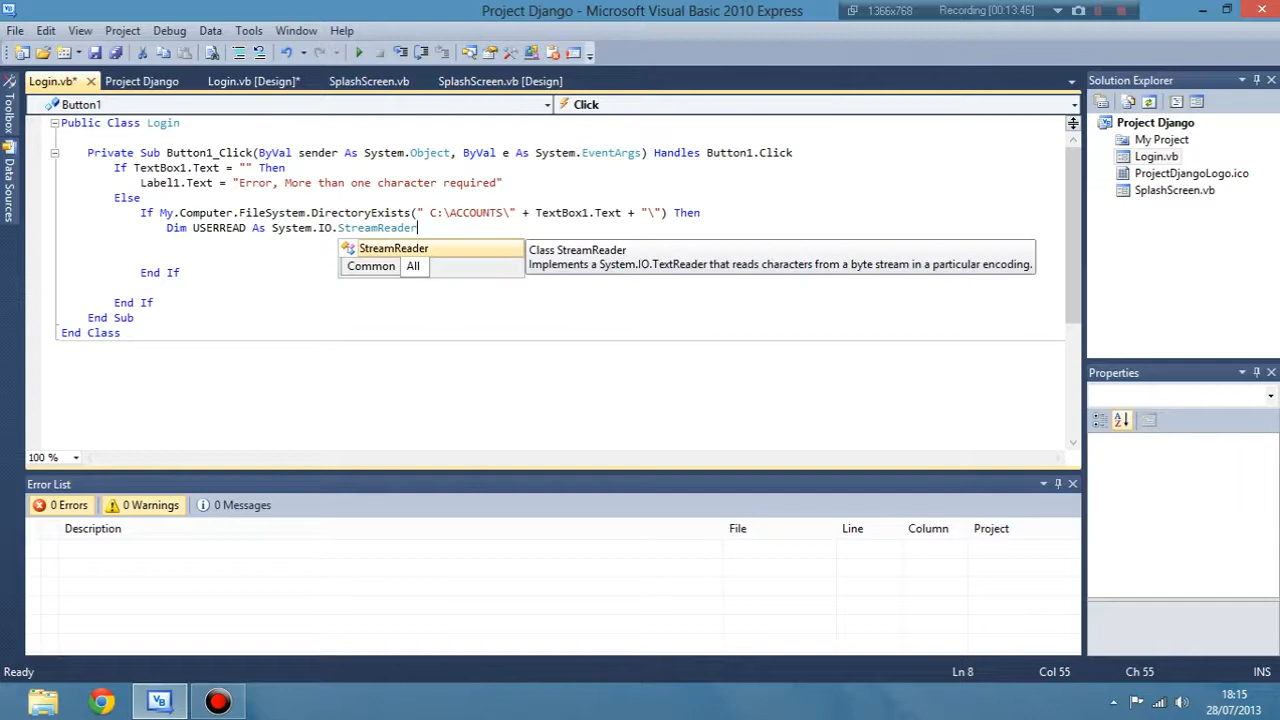 Project Django - Microsoft Visual Basic 2010 Express
1366x768
Recording [00:13:46]
File Edit View Project Debug Data Tools Window Help
Login.vb* Project Django Login.vb [Design]* SplashScreen.vb SplashScreen.vb [Design]
Solution Explorer
Button1 Click
Toolbox
Data Sources
Public Class Login
Private Sub Button1_Click(ByVal sender As System.Object, ByVal e As System.EventArgs) Handles Button1.Click
If TextBox1.Text = "" Then
Label1.Text = "Error, More than one character required"
Else
If My.Computer.FileSystem.DirectoryExists(" C:\ACCOUNTS\" + TextBox1.Text + "\") Then
Dim USERREAD As System.IO.StreamReader
StreamReader
Common All
Class StreamReader
Implements a System.IO.TextReader that reads characters from a byte stream in a particular encoding.
End If
End If
End Sub
End Class
100 %
Project Django
My Project
Login.vb
ProjectDjangoLogo.ico
SplashScreen.vb
Properties
Error List
0 Errors 0 Warnings 0 Messages
Description File Line Column Project
Ready Ln 8 Col 55 Ch 55 INS
18:15
28/07/2013